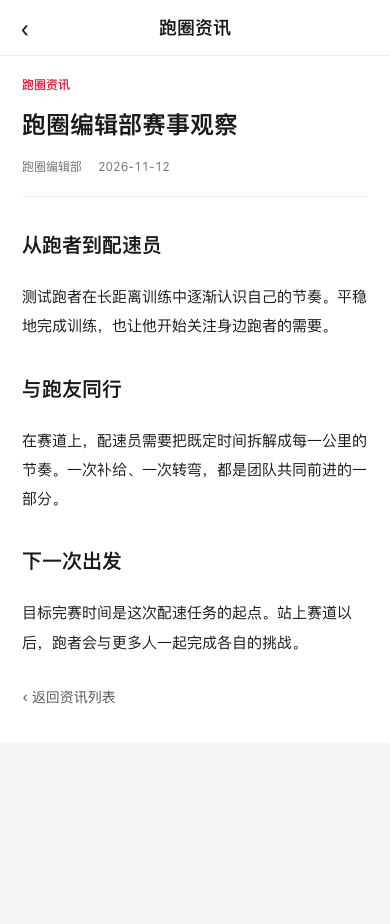 ‹ 跑圈资讯
跑圈资讯
跑圈编辑部赛事观察
跑圈编辑部 2026-11-12
从跑者到配速员
测试跑者在长距离训练中逐渐认识自己的节奏。平稳
地完成训练，也让他开始关注身边跑者的需要。
与跑友同行
在赛道上，配速员需要把既定时间拆解成每一公里的
节奏。一次补给、一次转弯，都是团队共同前进的一
部分。
下一次出发
目标完赛时间是这次配速任务的起点。站上赛道以
后，跑者会与更多人一起完成各自的挑战。
‹ 返回资讯列表